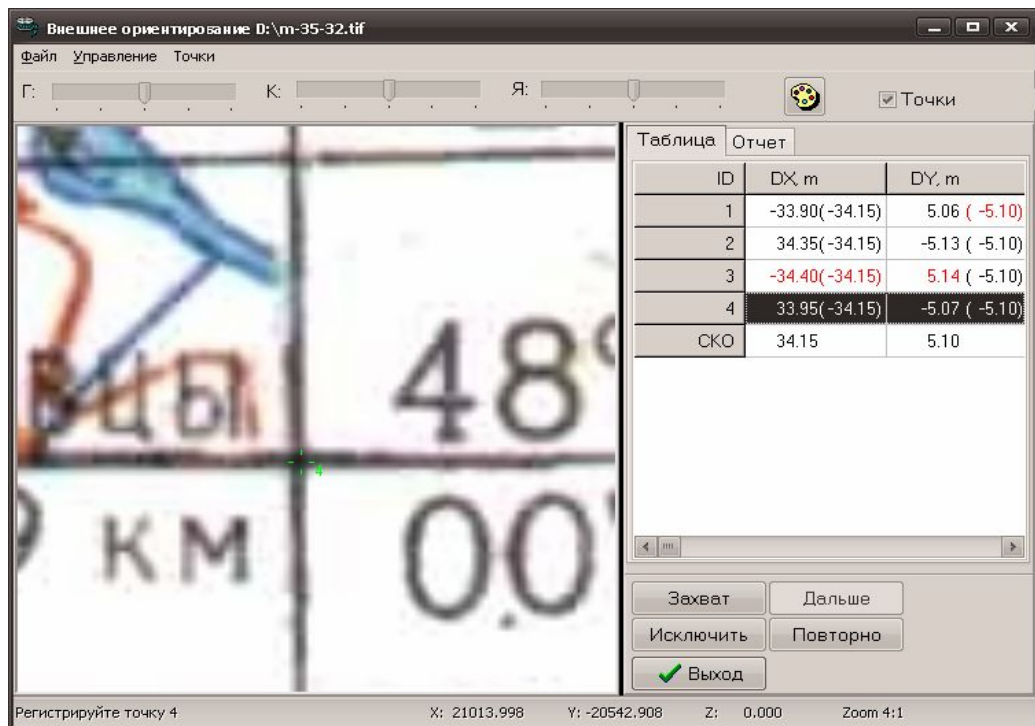 Внешнее ориентирование D:\m-35-32.tif
Файл Управление Точки
Г: К: Я: Точки
Таблица Отчет
ID DX, m DY, m
1 -33.90(-34.15) 5.06 ( -5.10)
2 34.35(-34.15) -5.13 ( -5.10)
3 -34.40(-34.15) 5.14 ( -5.10)
4 33.95(-34.15) -5.07 ( -5.10)
СКО 34.15 5.10
48°
вцы
4
км 00'
Захват Дальше
Исключить Повторно
Выход
Регистрируйте точку 4 X: 21013.998 Y: -20542.908 Z: 0.000 Zoom 4:1